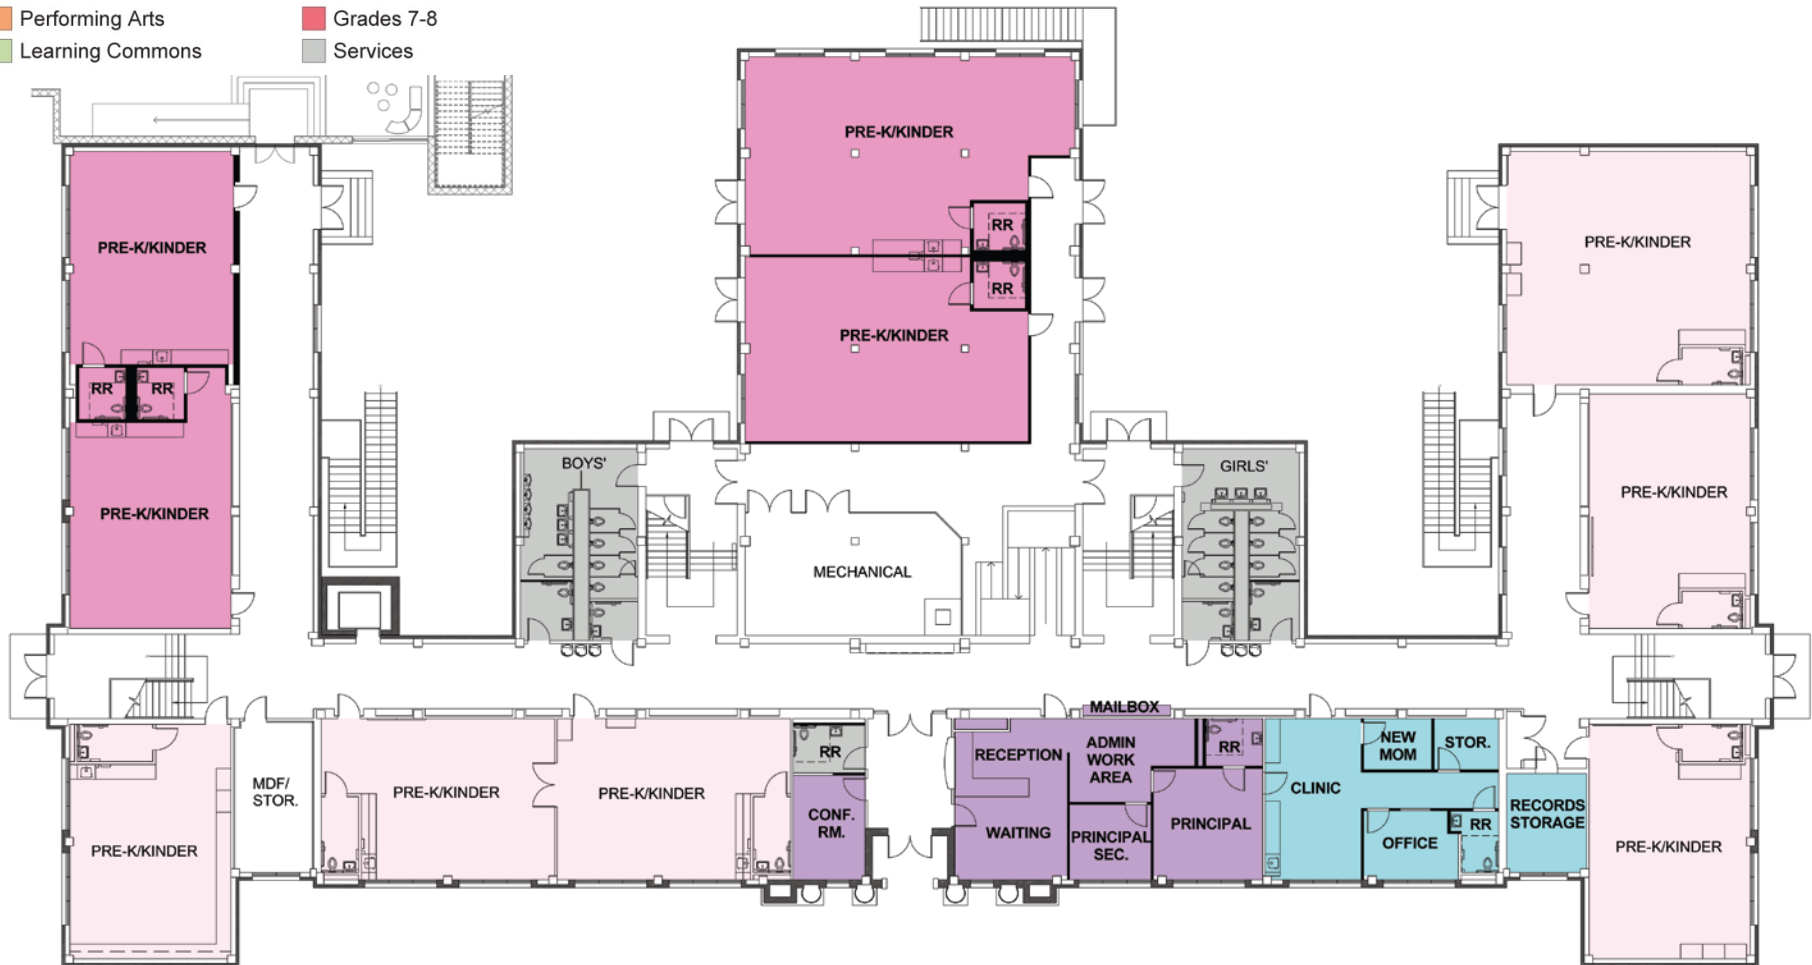 Performing Arts
Grades 7-8
Learning Commons
Services
PRE-K/KINDER
PRE-K/KINDER
RR
RR
PRE-K/KINDER
PRE-K/KINDER
RR
RR
PRE-K/KINDER
PRE-K/KINDER
PRE-K/KINDER
BOYS'
GIRLS'
MECHANICAL
PRE-K/KINDER
MDF/
STOR.
PRE-K/KINDER
PRE-K/KINDER
RR
CONF.
RM.
MAILBOX
RECEPTION
ADMIN
WORK
AREA
RR
WAITING
PRINCIPAL
SEC.
PRINCIPAL
CLINIC
NEW
MOM
STOR.
OFFICE
RR
RECORDS
STORAGE
PRE-K/KINDER